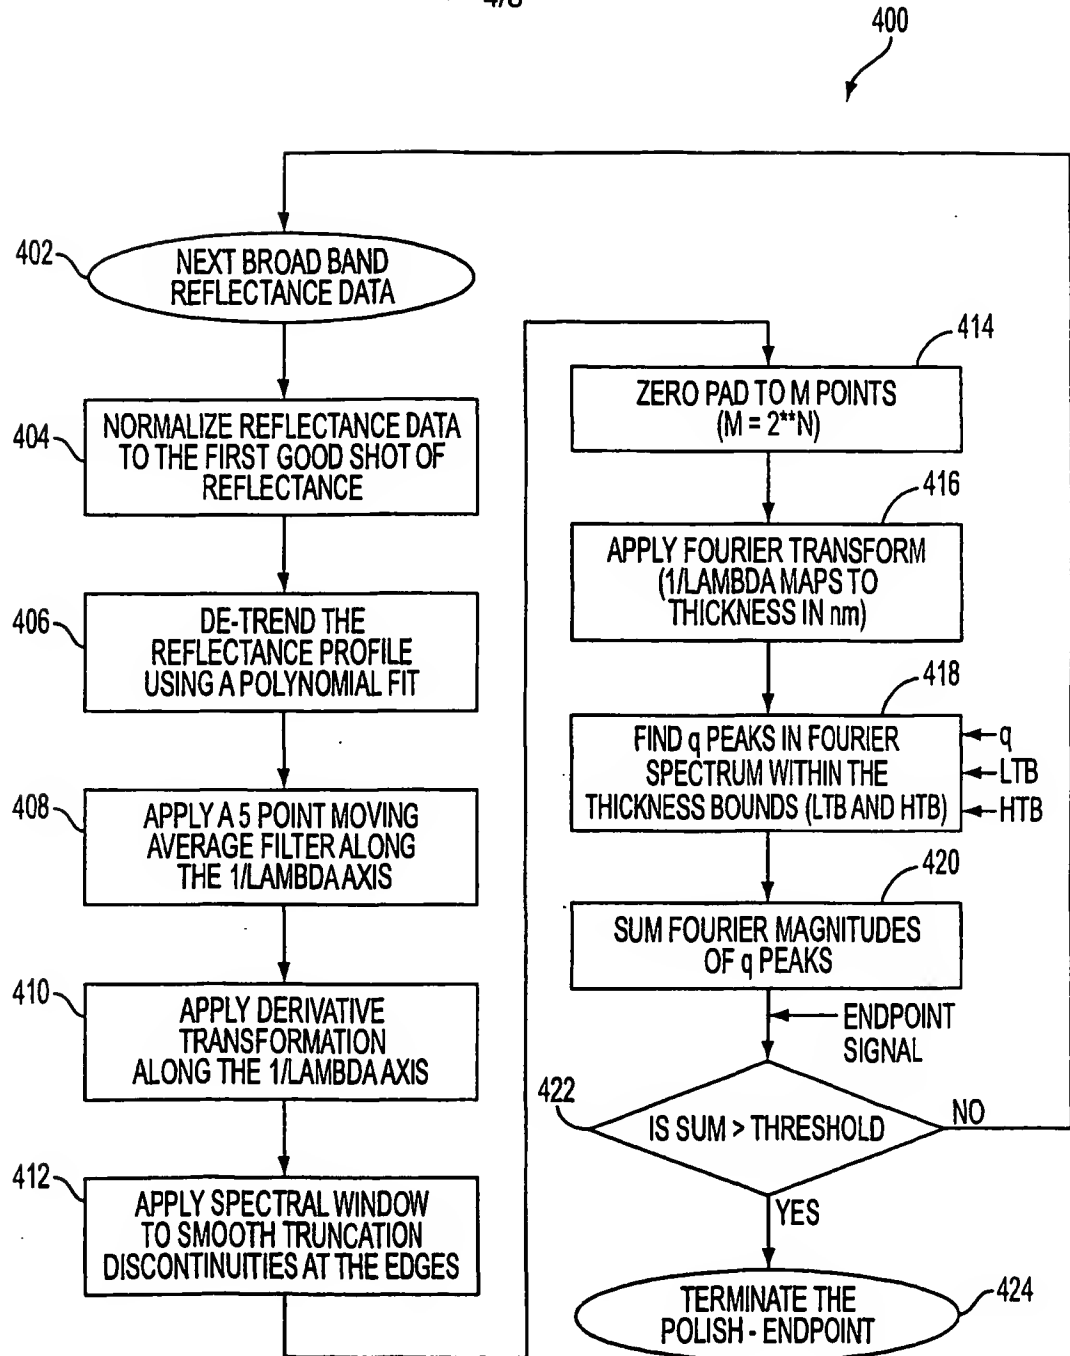 400
402
NEXT BROAD BAND
REFLECTANCE DATA
404
NORMALIZE REFLECTANCE DATA
TO THE FIRST GOOD SHOT OF
REFLECTANCE
406
DE-TREND THE
REFLECTANCE PROFILE
USING A POLYNOMIAL FIT
408
APPLY A 5 POINT MOVING
AVERAGE FILTER ALONG
THE 1/LAMBDA AXIS
410
APPLY DERIVATIVE
TRANSFORMATION
ALONG THE 1/LAMBDA AXIS
412
APPLY SPECTRAL WINDOW
TO SMOOTH TRUNCATION
DISCONTINUITIES AT THE EDGES
414
ZERO PAD TO M POINTS
(M = 2**N)
416
APPLY FOURIER TRANSFORM
(1/LAMBDA MAPS TO
THICKNESS IN nm)
418
FIND q PEAKS IN FOURIER
SPECTRUM WITHIN THE
THICKNESS BOUNDS (LTB AND HTB)
q
LTB
HTB
420
SUM FOURIER MAGNITUDES
OF q PEAKS
ENDPOINT
SIGNAL
422
IS SUM > THRESHOLD
NO
YES
TERMINATE THE
POLISH - ENDPOINT
424